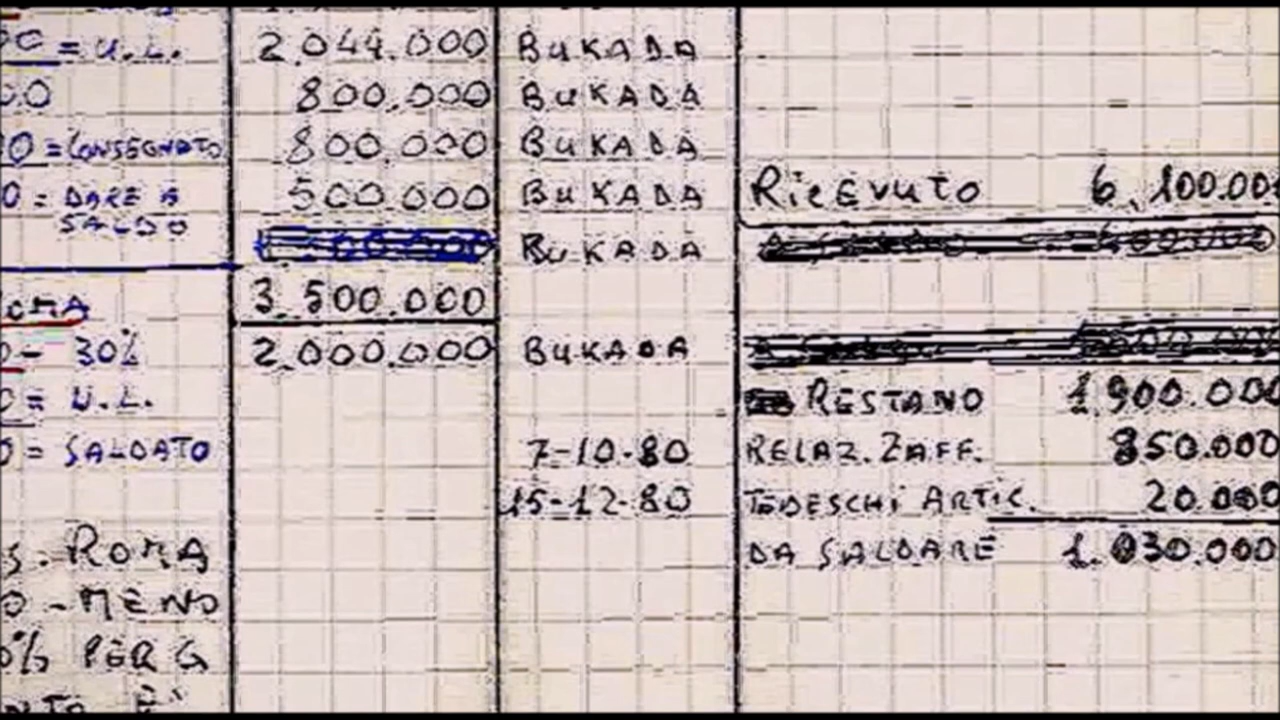 = U.L. 2.044.000 BUKADA
800.000 BUKADA
= CONSEGNATO 800.000 BUKADA
0 = DARE A 500.000 BUKADA RICEVUTO 6.100.00
SALDO
BUKADA
3.500.000
- 30% 2.000.000 BUKADA
= U.L. RESTANO 1.900.000
= SALDATO 7-10-80 RELAZ. ZAFF. 850.000
15-12-80 TEDESCHI ARTIC. 20.000
ROMA DA SALDARE 1.030.000
- MENO
% PER G